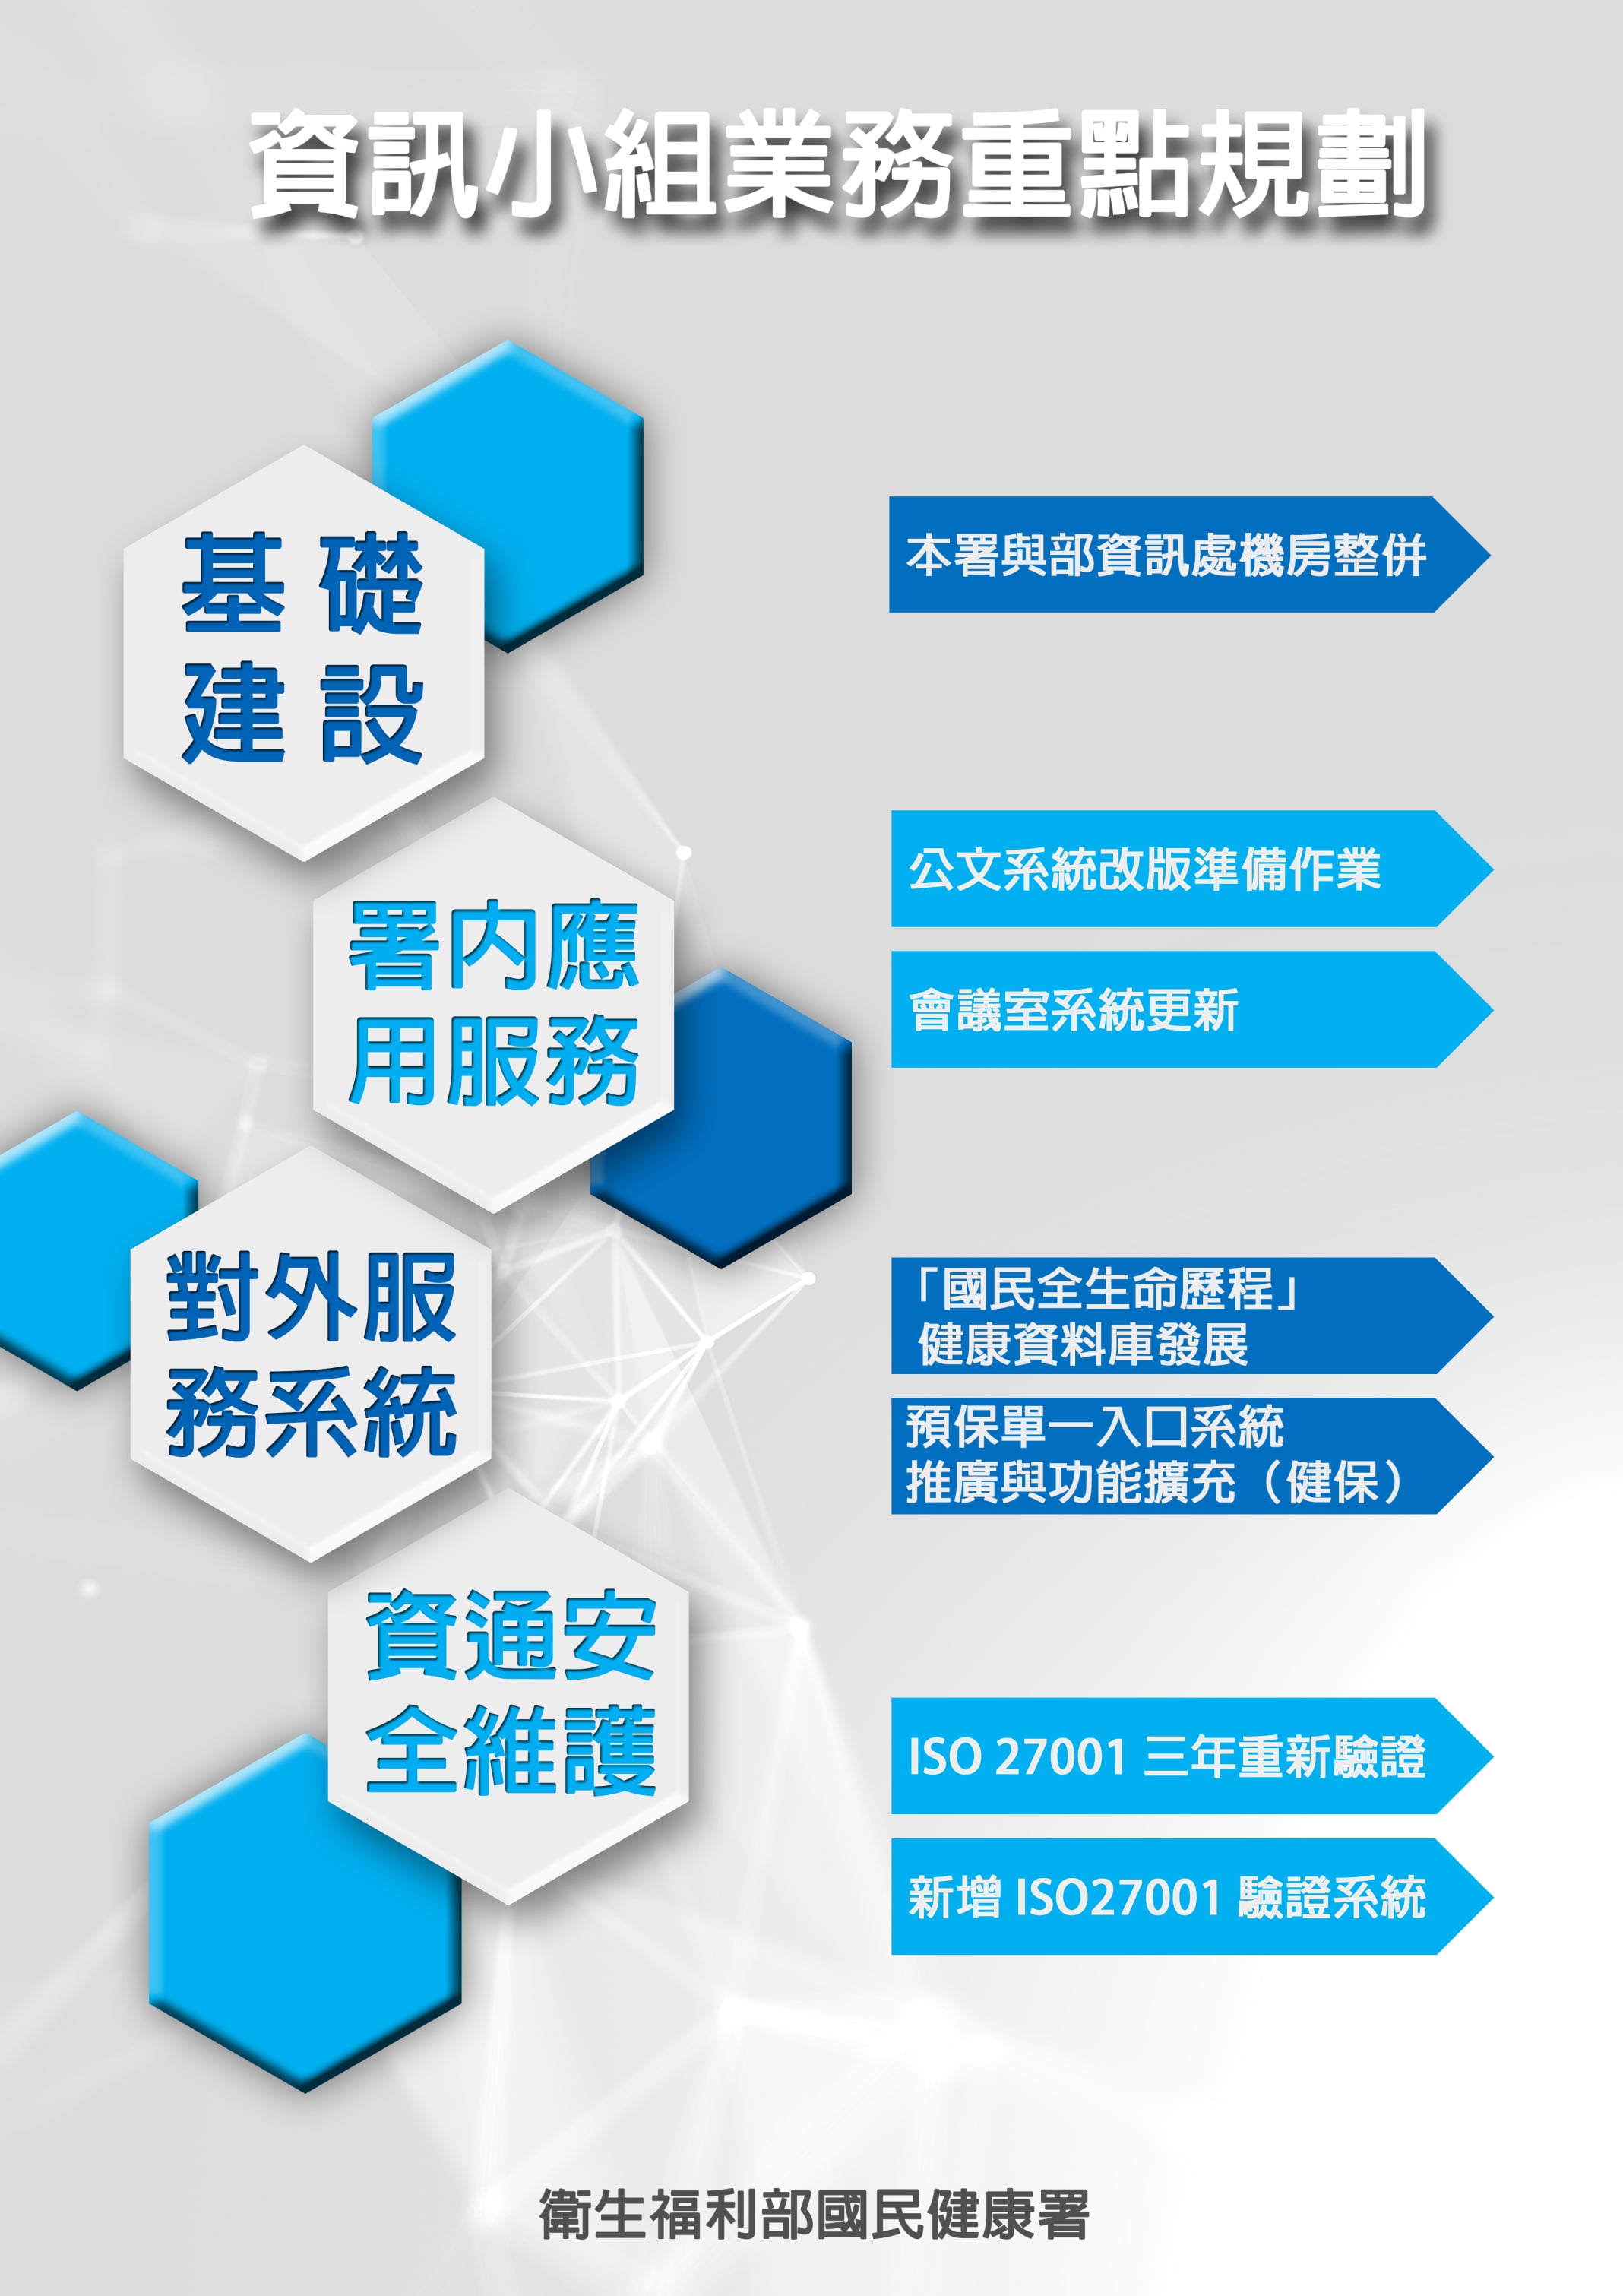 資訊小組業務重點規劃
基礎
建設
本署與部資訊處機房整併
署內應
用服務
公文系統改版準備作業
會議室系統更新
對外服
務系統
「國民全生命歷程」
健康資料庫發展
預保單一入口系統
推廣與功能擴充（健保）
資通安
全維護
ISO 27001 三年重新驗證
新增 ISO27001 驗證系統
衛生福利部國民健康署